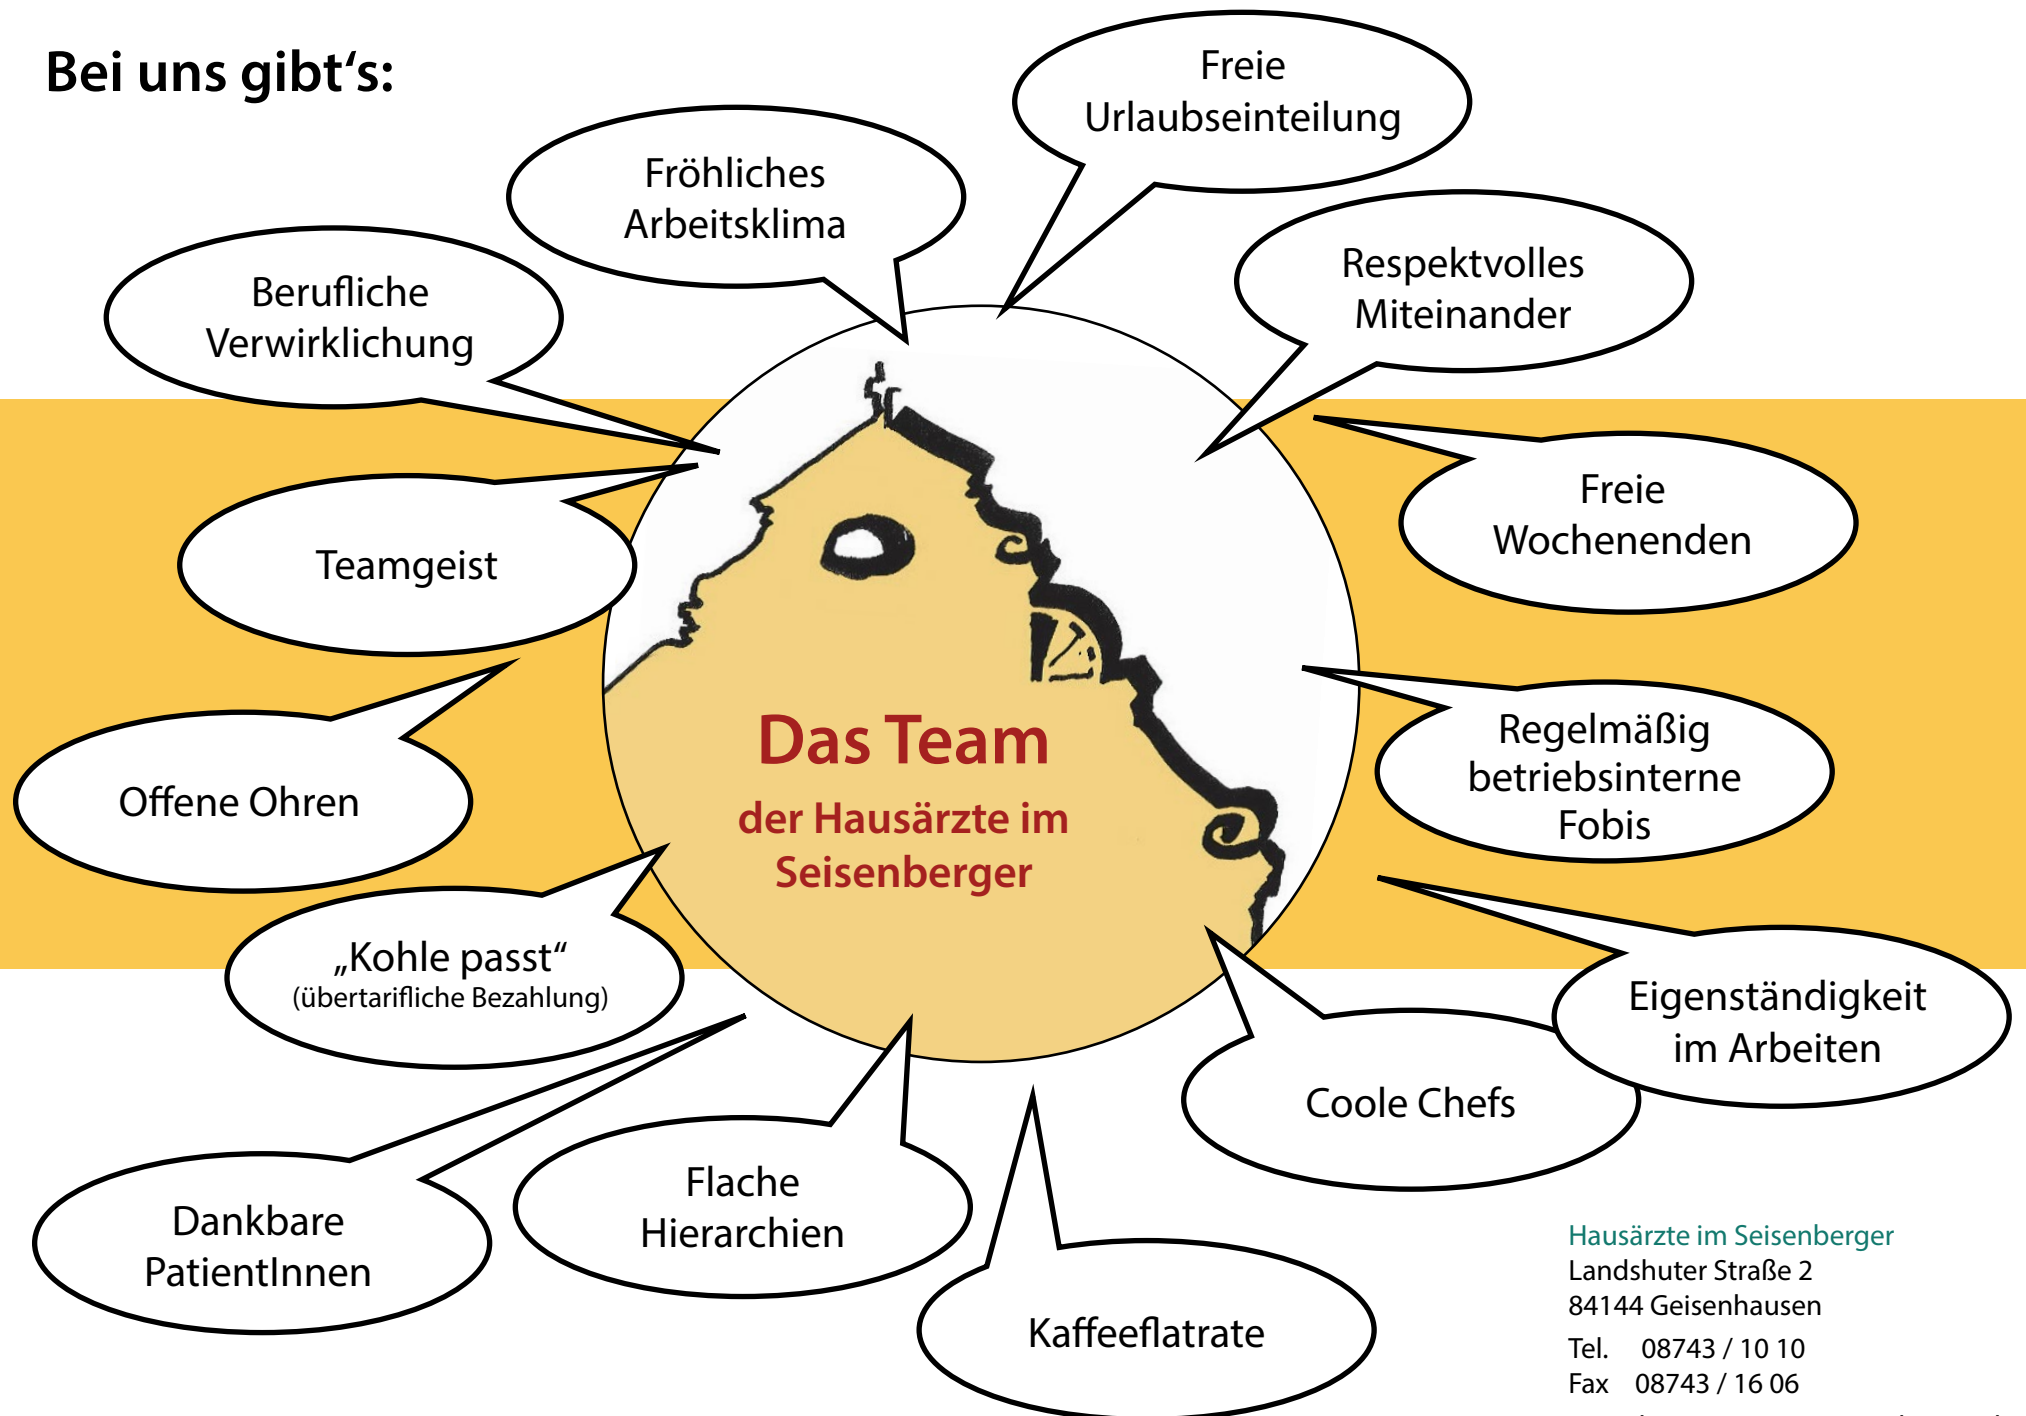 Bei uns gibt‘s:
Freie
Urlaubseinteilung
Fröhliches
Arbeitsklima
Respektvolles
Miteinander
Berufliche
Verwirklichung
Freie
Wochenenden
Teamgeist
Regelmäßig
betriebsinterne
Fobis
Das Team
der Hausärzte im
Seisenberger
Offene Ohren
„Kohle passt“
(übertarifliche Bezahlung)
Eigenständigkeit
im Arbeiten
Coole Chefs
Flache
Hierarchien
Dankbare
PatientInnen
Kaffeeflatrate
Hausärzte im Seisenberger
Landshuter Straße 2
84144 Geisenhausen
Tel. 08743 / 10 10
Fax 08743 / 16 06